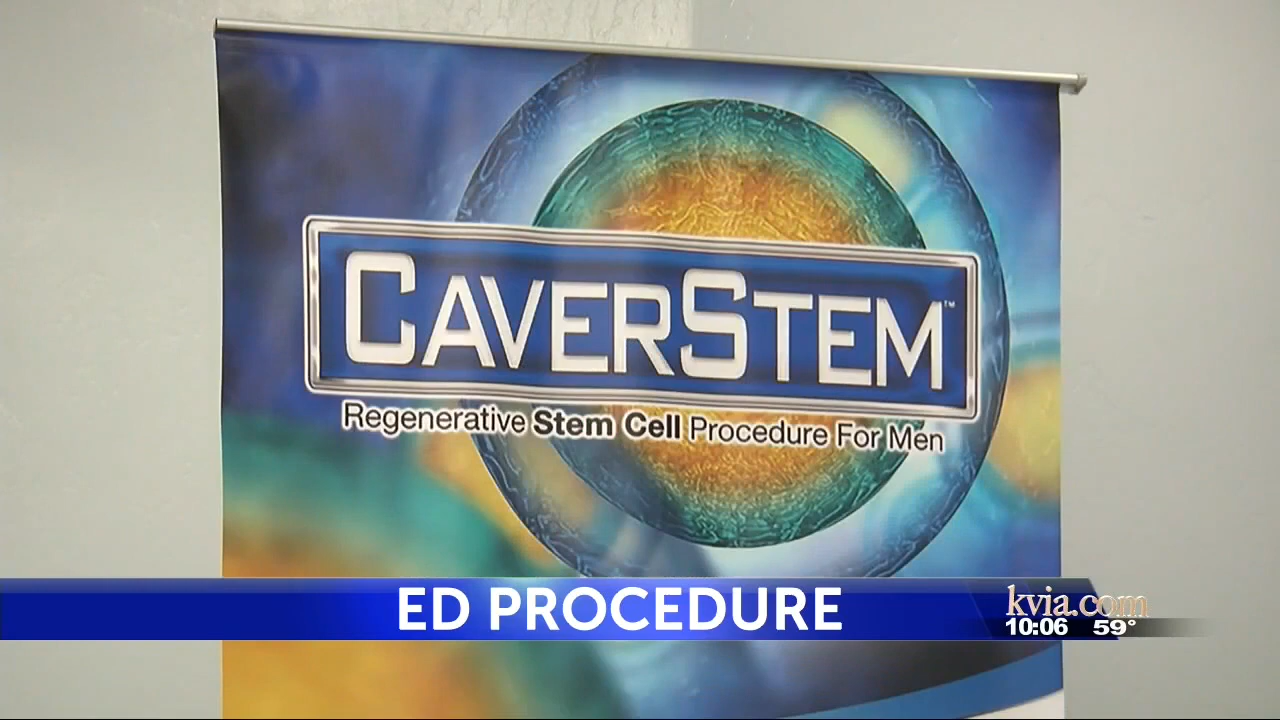 CAVERSTEM™
Regenerative Stem Cell Procedure For Men
ED PROCEDURE
kvia.com
10:06 59°